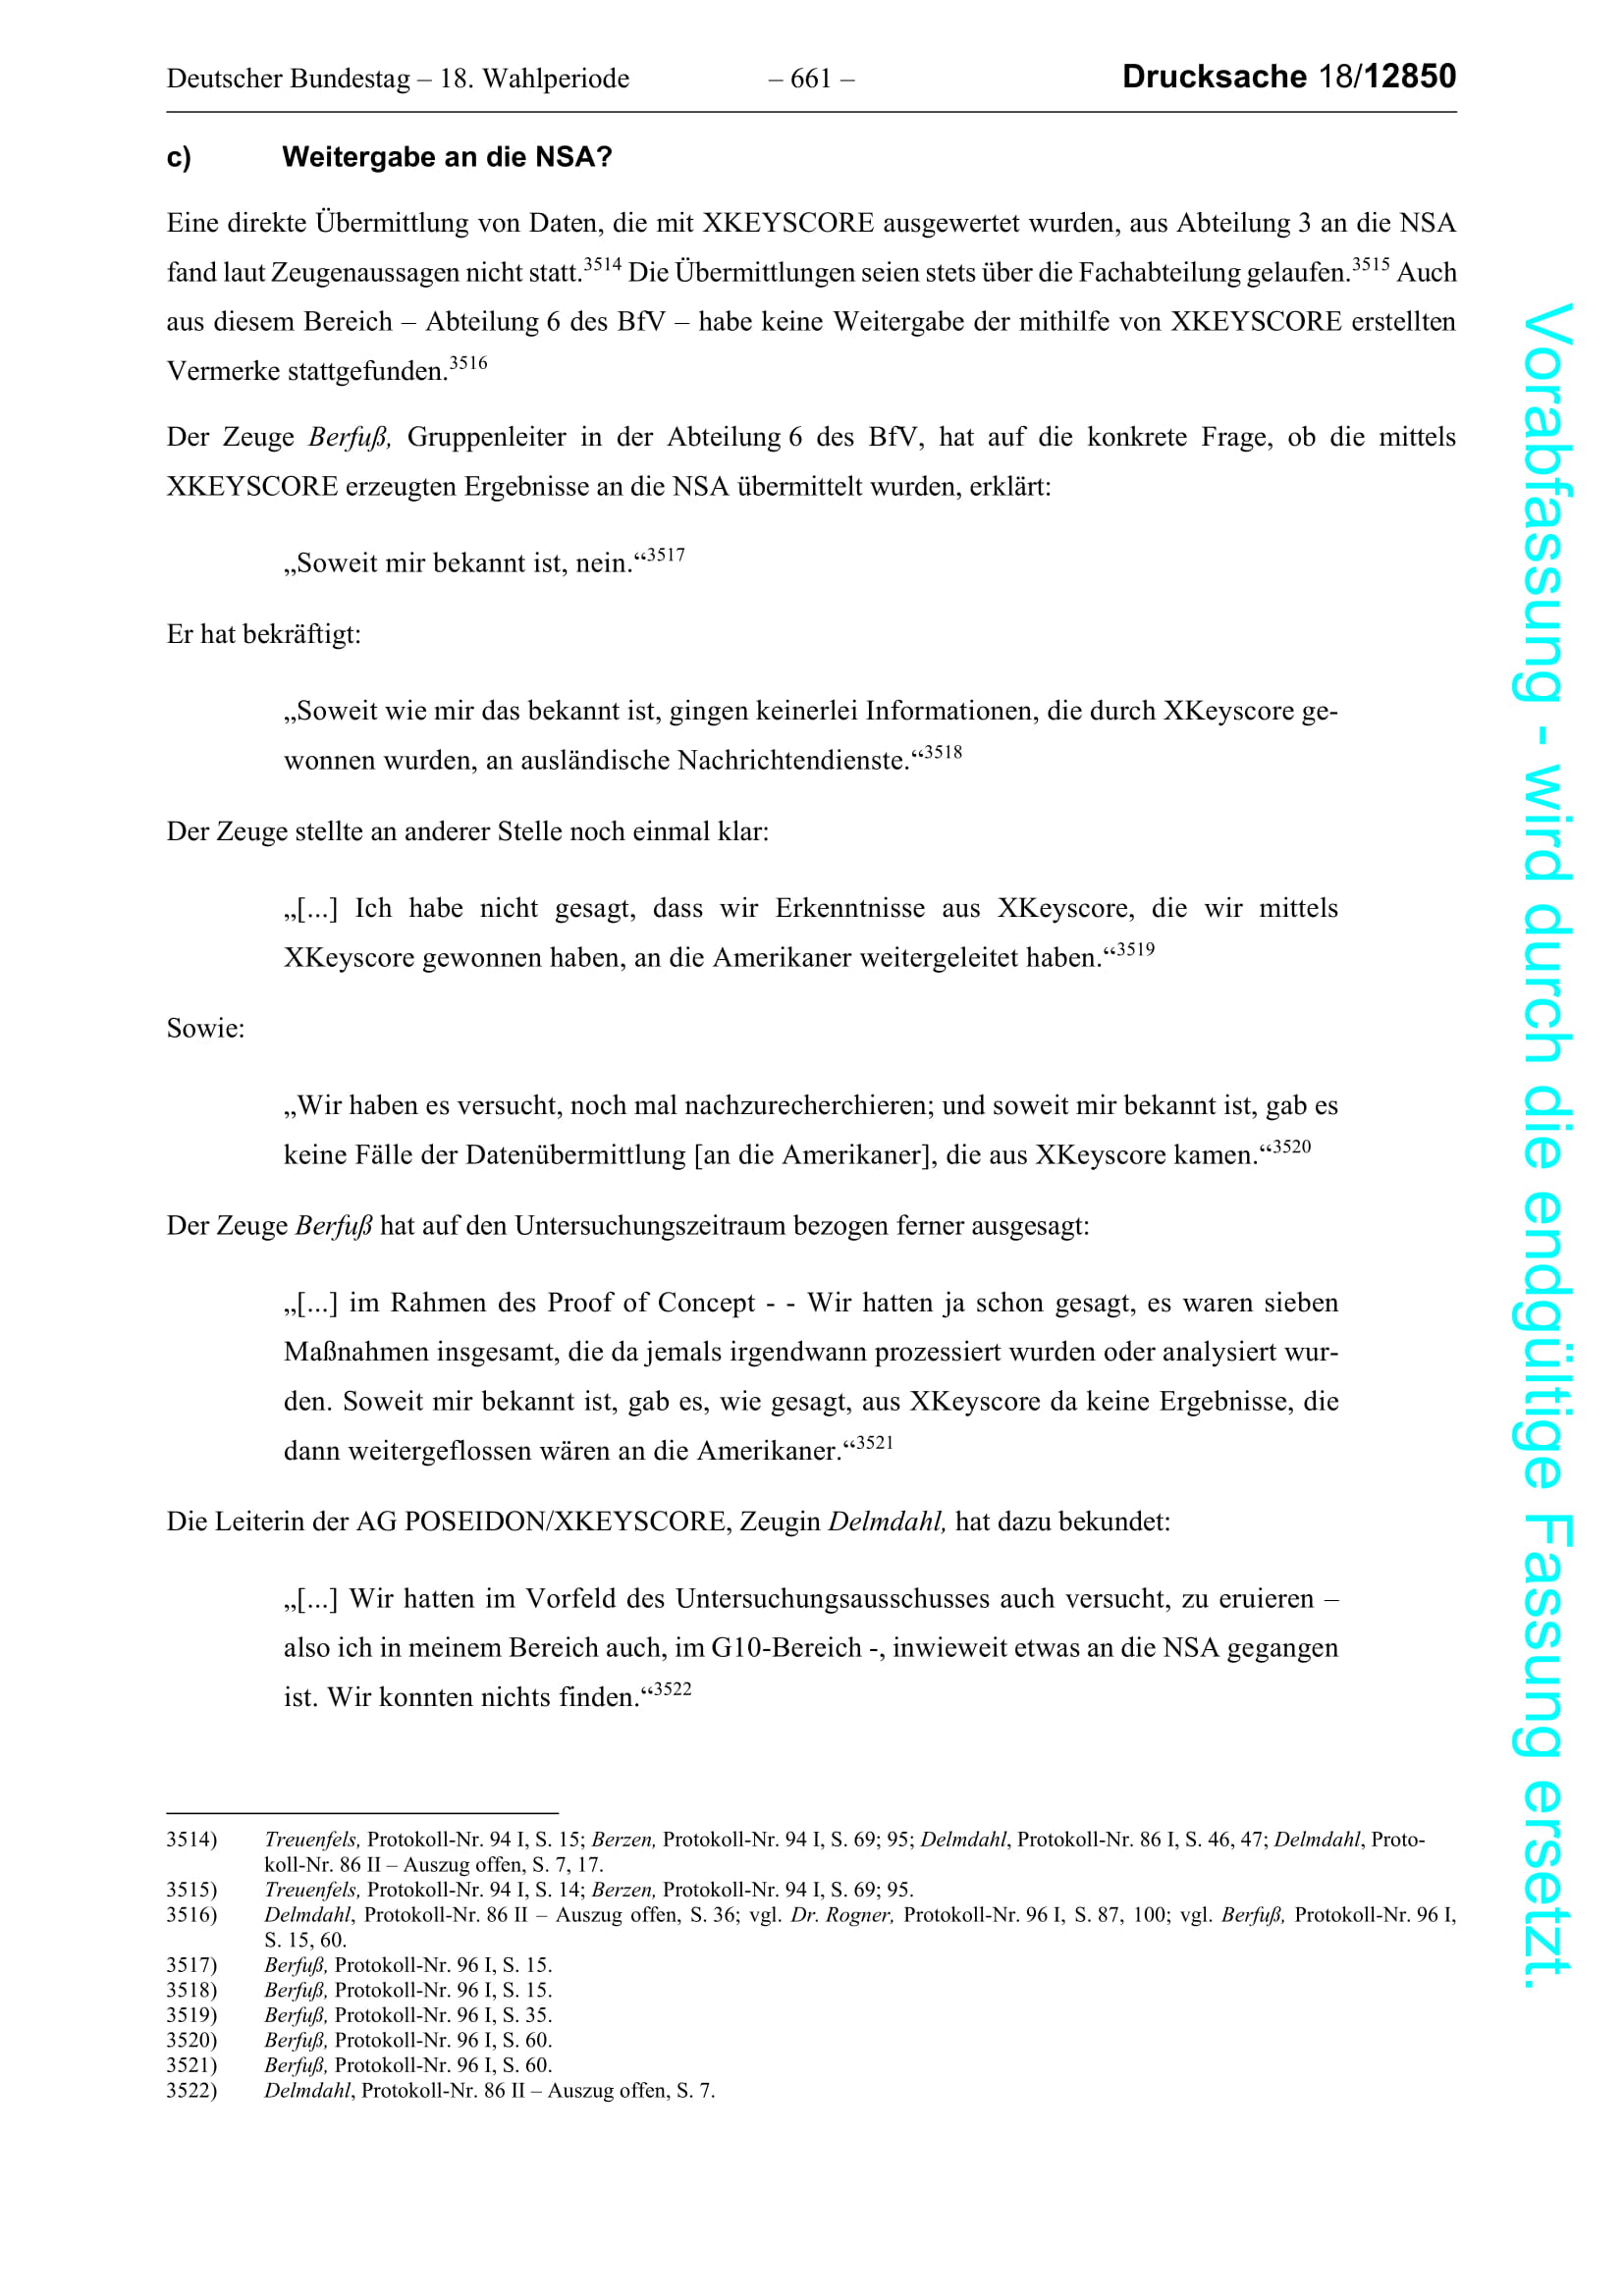 Deutscher Bundestag – 18. Wahlperiode – 661 – Drucksache 18/12850
c) Weitergabe an die NSA?
Eine direkte Übermittlung von Daten, die mit XKEYSCORE ausgewertet wurden, aus Abteilung 3 an die NSA
fand laut Zeugenaussagen nicht statt.3514 Die Übermittlungen seien stets über die Fachabteilung gelaufen.3515 Auch
aus diesem Bereich – Abteilung 6 des BfV – habe keine Weitergabe der mithilfe von XKEYSCORE erstellten
Vermerke stattgefunden.3516
Der Zeuge Berfuß, Gruppenleiter in der Abteilung 6 des BfV, hat auf die konkrete Frage, ob die mittels
XKEYSCORE erzeugten Ergebnisse an die NSA übermittelt wurden, erklärt:
„Soweit mir bekannt ist, nein.“3517
Er hat bekräftigt:
„Soweit wie mir das bekannt ist, gingen keinerlei Informationen, die durch XKeyscore ge-
wonnen wurden, an ausländische Nachrichtendienste.“3518
Der Zeuge stellte an anderer Stelle noch einmal klar:
„[...] Ich habe nicht gesagt, dass wir Erkenntnisse aus XKeyscore, die wir mittels
XKeyscore gewonnen haben, an die Amerikaner weitergeleitet haben.“3519
Sowie:
„Wir haben es versucht, noch mal nachzurecherchieren; und soweit mir bekannt ist, gab es
keine Fälle der Datenübermittlung [an die Amerikaner], die aus XKeyscore kamen.“3520
Der Zeuge Berfuß hat auf den Untersuchungszeitraum bezogen ferner ausgesagt:
„[...] im Rahmen des Proof of Concept - - Wir hatten ja schon gesagt, es waren sieben
Maßnahmen insgesamt, die da jemals irgendwann prozessiert wurden oder analysiert wur-
den. Soweit mir bekannt ist, gab es, wie gesagt, aus XKeyscore da keine Ergebnisse, die
dann weitergeflossen wären an die Amerikaner.“3521
Die Leiterin der AG POSEIDON/XKEYSCORE, Zeugin Delmdahl, hat dazu bekundet:
„[...] Wir hatten im Vorfeld des Untersuchungsausschusses auch versucht, zu eruieren –
also ich in meinem Bereich auch, im G10-Bereich -, inwieweit etwas an die NSA gegangen
ist. Wir konnten nichts finden.“3522
3514) Treuenfels, Protokoll-Nr. 94 I, S. 15; Berzen, Protokoll-Nr. 94 I, S. 69; 95; Delmdahl, Protokoll-Nr. 86 I, S. 46, 47; Delmdahl, Proto-
koll-Nr. 86 II – Auszug offen, S. 7, 17.
3515) Treuenfels, Protokoll-Nr. 94 I, S. 14; Berzen, Protokoll-Nr. 94 I, S. 69; 95.
3516) Delmdahl, Protokoll-Nr. 86 II – Auszug offen, S. 36; vgl. Dr. Rogner, Protokoll-Nr. 96 I, S. 87, 100; vgl. Berfuß, Protokoll-Nr. 96 I,
S. 15, 60.
3517) Berfuß, Protokoll-Nr. 96 I, S. 15.
3518) Berfuß, Protokoll-Nr. 96 I, S. 15.
3519) Berfuß, Protokoll-Nr. 96 I, S. 35.
3520) Berfuß, Protokoll-Nr. 96 I, S. 60.
3521) Berfuß, Protokoll-Nr. 96 I, S. 60.
3522) Delmdahl, Protokoll-Nr. 86 II – Auszug offen, S. 7.
Vorabfassung - wird durch die endgültige Fassung ersetzt.